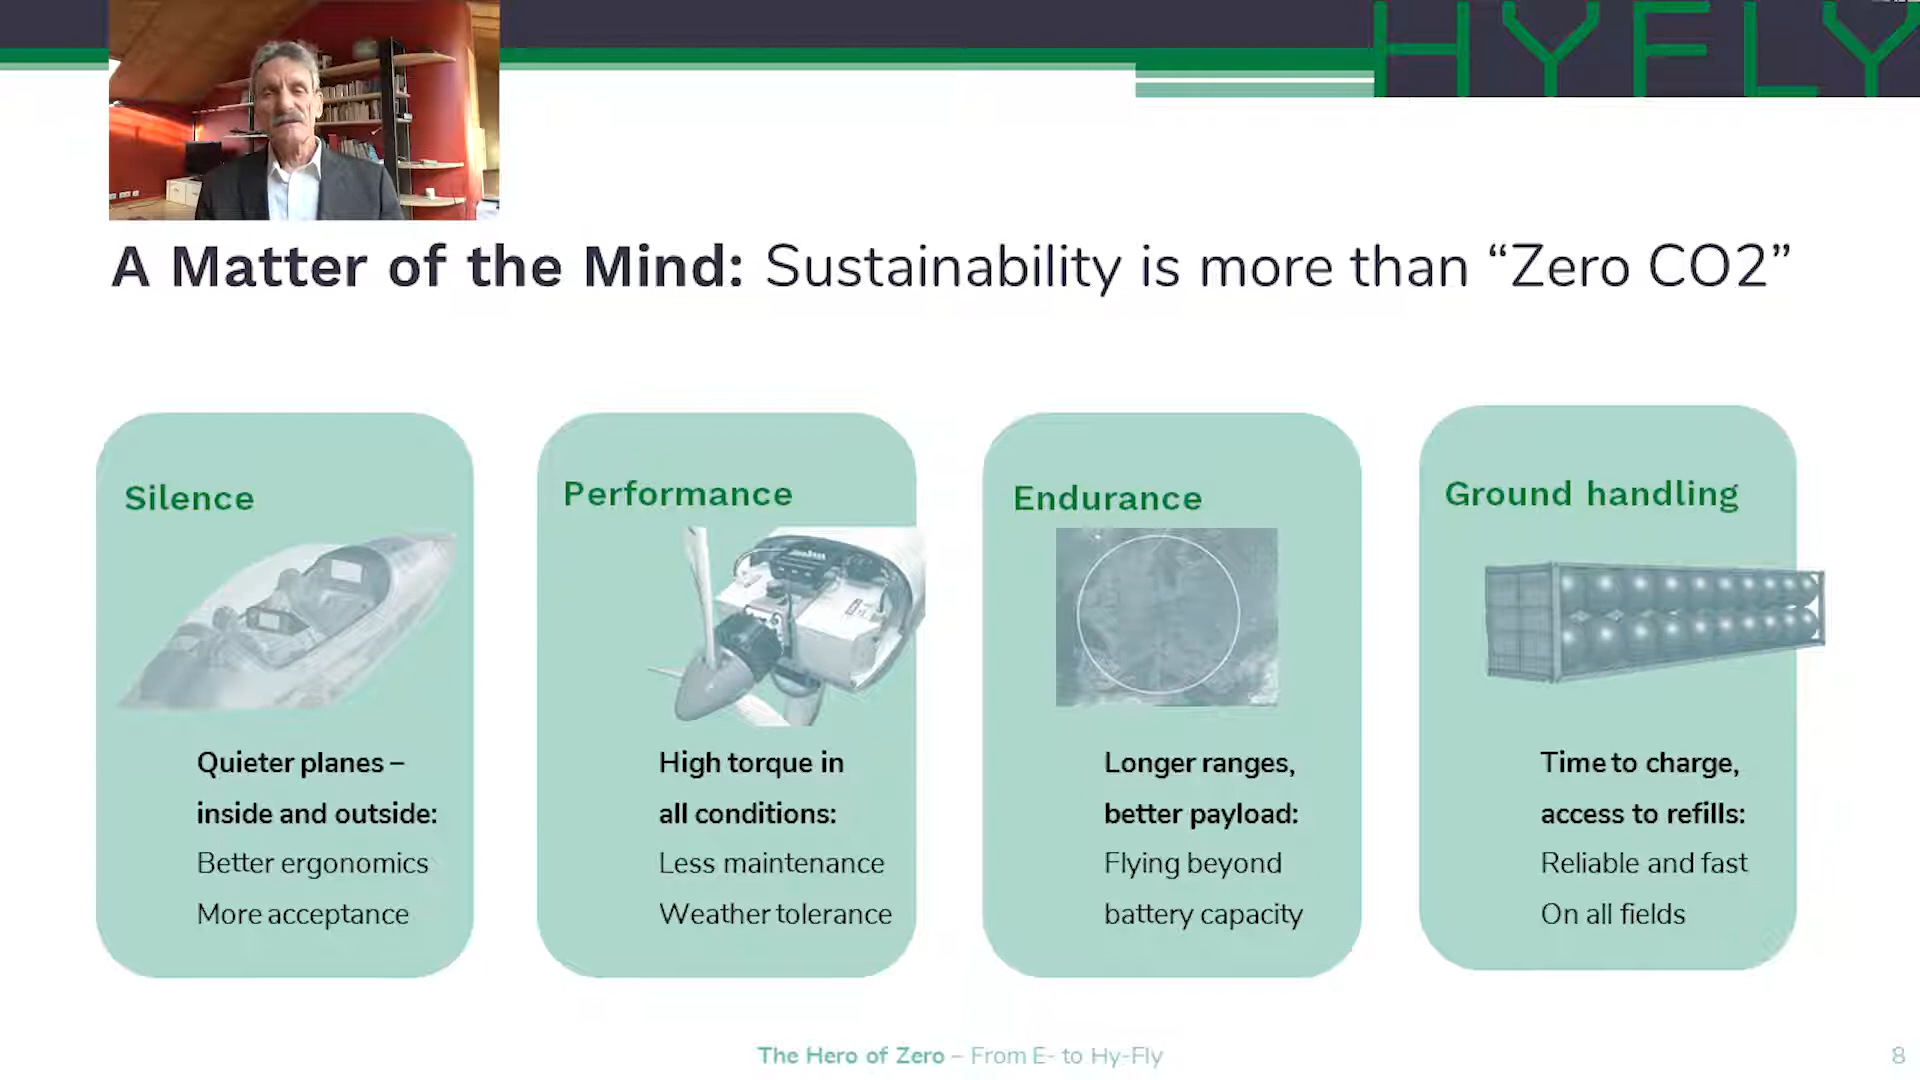 HYFLY
A Matter of the Mind: Sustainability is more than “Zero CO2”
Silence
Quieter planes –
inside and outside:
Better ergonomics
More acceptance
Performance
High torque in
all conditions:
Less maintenance
Weather tolerance
Endurance
Longer ranges,
better payload:
Flying beyond
battery capacity
Ground handling
Time to charge,
access to refills:
Reliable and fast
On all fields
The Hero of Zero – From E- to Hy-Fly
8